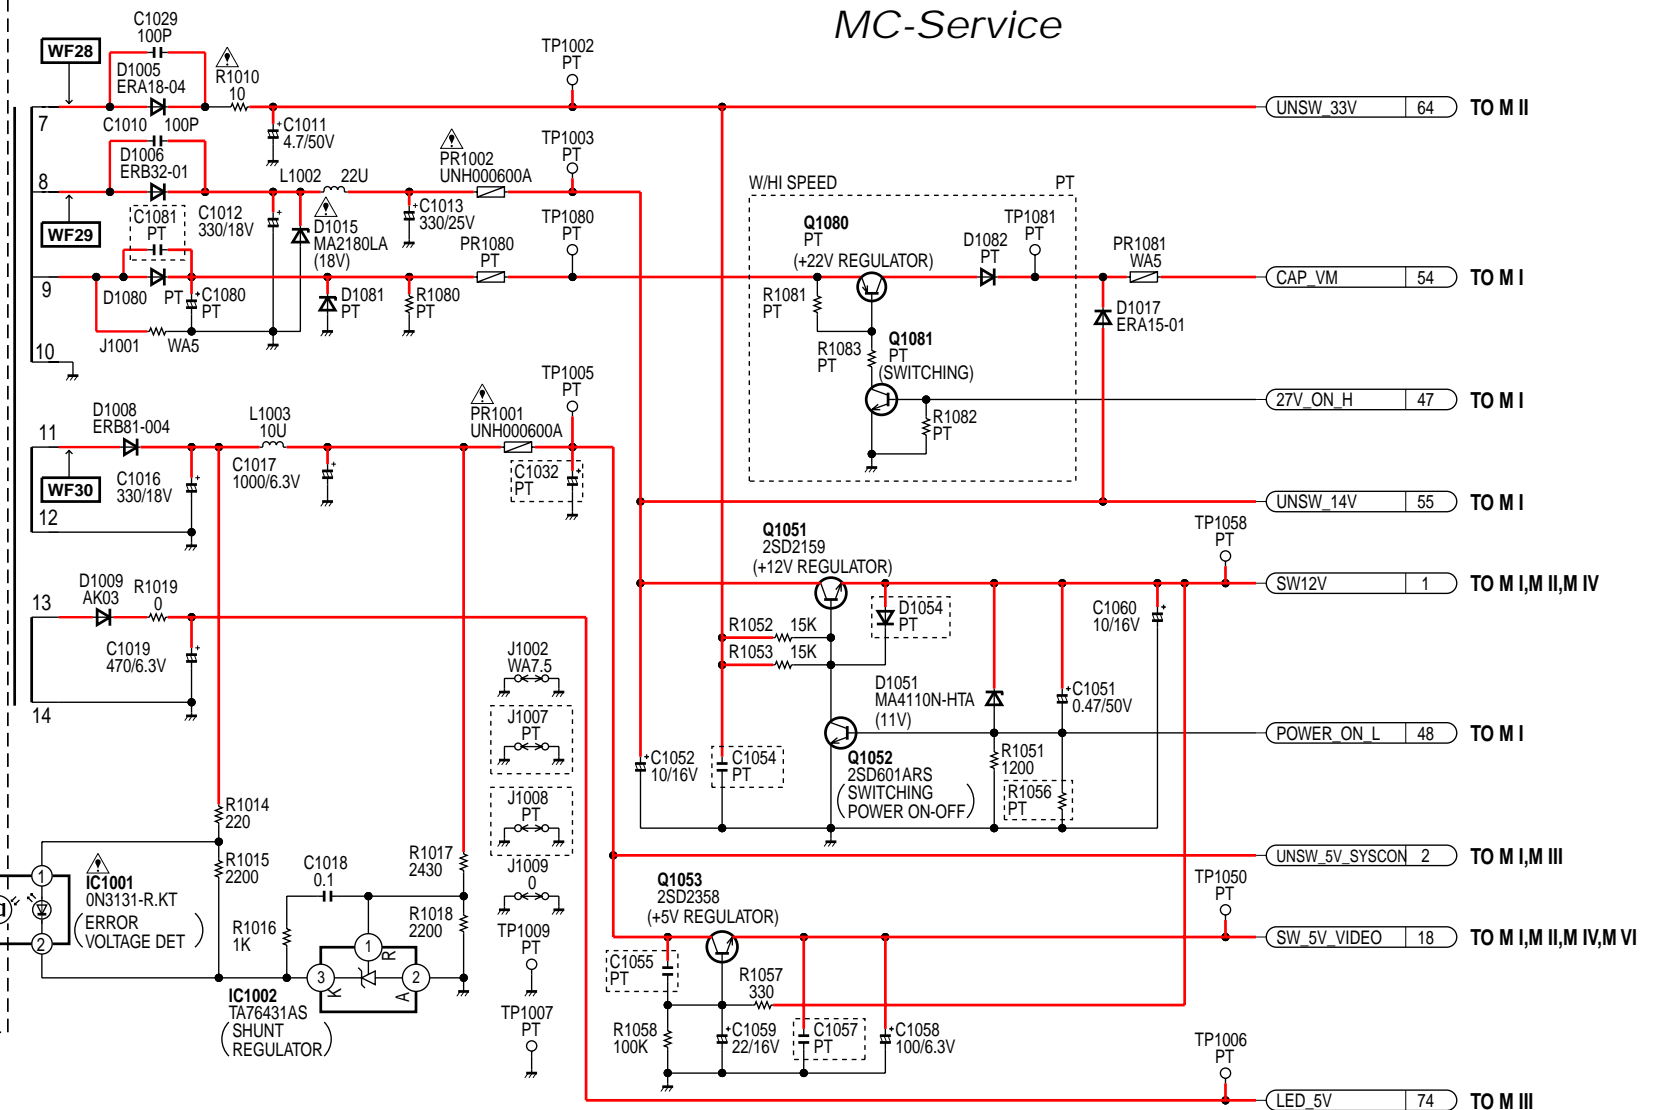 MC-Service
C1029
100P
WF28
D1005
ERA18-04
R1010
10
TP1002
PT
7
C1010 100P
C1011
4.7/50V
UNSW_33V 64 TO M II
D1006
ERB32-01
8
L1002 22U
PR1002
UNH000600A
TP1003
PT
W/HI SPEED PT
C1081
PT
C1012
330/18V
D1015
MA2180LA
(18V)
C1013
330/25V
WF29
PR1080
PT
TP1080
PT
Q1080
PT
(+22V REGULATOR)
D1082
PT
TP1081
PT
PR1081
WA5
9
D1080 PT
C1080
PT
D1081
PT
R1080
PT
R1081
PT
CAP_VM 54 TO M I
D1017
ERA15-01
J1001 WA5
10
R1083
PT
Q1081
PT
(SWITCHING)
R1082
PT
27V_ON_H 47 TO M I
TP1005
PT
D1008
ERB81-004
L1003
10U
PR1001
UNH000600A
11
C1016
330/18V
C1017
1000/6.3V
C1032
PT
WF30
12
UNSW_14V 55 TO M I
TP1058
PT
Q1051
2SD2159
(+12V REGULATOR)
SW12V 1 TO M I,M II,M IV
D1009
AK03
R1019
0
13
C1019
470/6.3V
14
D1054
PT
C1060
10/16V
R1052 15K
R1053 15K
J1002
WA7.5
D1051
MA4110N-HTA
(11V)
C1051
0.47/50V
J1007
PT
POWER_ON_L 48 TO M I
C1052
10/16V
C1054
PT
Q1052
2SD601ARS
SWITCHING
POWER ON-OFF
R1051
1200
R1056
PT
J1008
PT
R1014
220
R1015
2200
C1018
0.1
R1017
2430
J1009
0
UNSW_5V_SYSCON 2 TO M I,M III
TP1050
PT
1
IC1001
0N3131-R.KT
ERROR
VOLTAGE DET
2
Q1053
2SD2358
(+5V REGULATOR)
SW_5V_VIDEO 18 TO M I,M II,M IV,M VI
R1016
1K
R1018
2200
TP1009
PT
1
R
3
K
2
A
IC1002
TA76431AS
SHUNT
REGULATOR
C1055
PT
R1057
330
TP1007
PT
R1058
100K
C1059
22/16V
C1057
PT
C1058
100/6.3V
TP1006
PT
LED_5V 74 TO M III